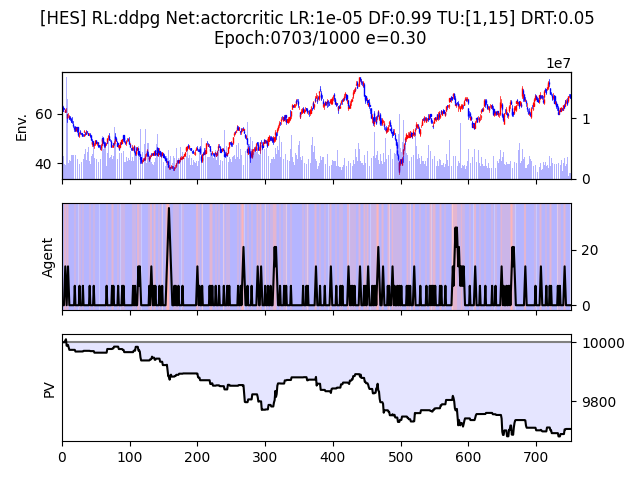 [HES] RL:ddpg Net:actorcritic LR:1e-05 DF:0.99 TU:[1,15] DRT:0.05
Epoch:0703/1000 e=0.30
1e7
Env.
60
40
1
0
Agent
20
0
PV
10000
9800
0 100 200 300 400 500 600 700